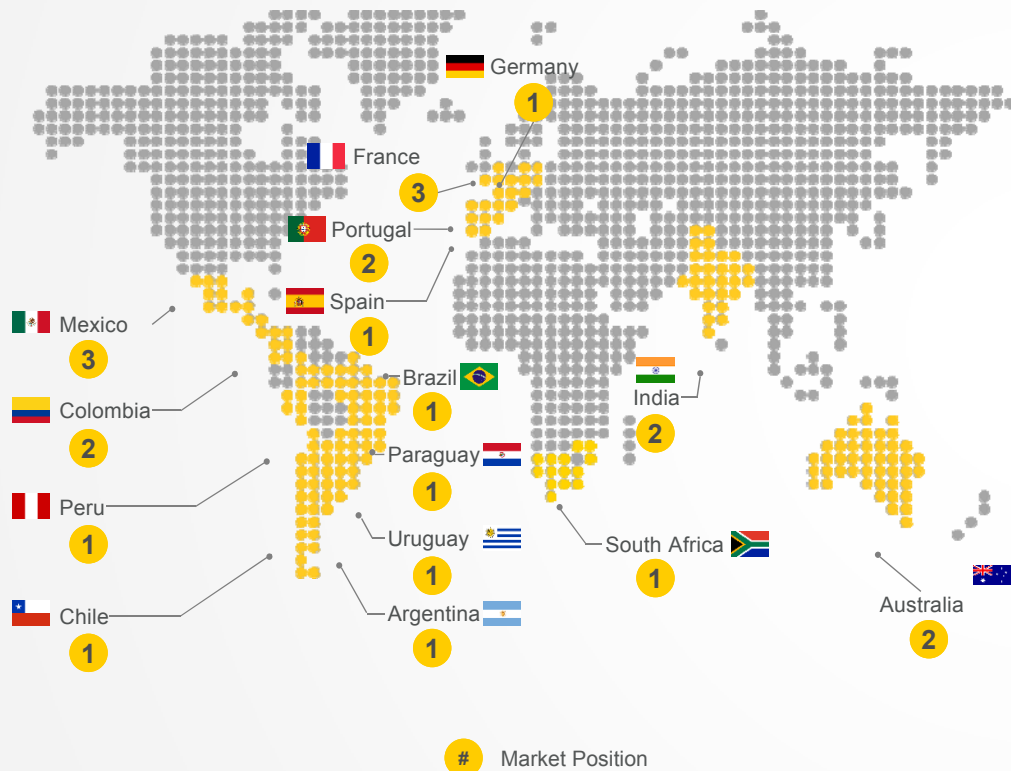 Germany
1
France
3
Portugal
2
Spain
1
Mexico
3
Brazil
1
India
2
Colombia
2
Paraguay
1
Peru
1
Uruguay
1
South Africa
1
Chile
1
Argentina
1
Australia
2
# Market Position